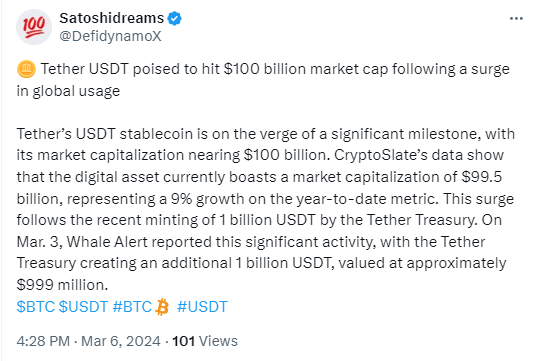 Satoshidreams
@DefidynamoX
Tether USDT poised to hit $100 billion market cap following a surge
in global usage
Tether’s USDT stablecoin is on the verge of a significant milestone, with
its market capitalization nearing $100 billion. CryptoSlate’s data show
that the digital asset currently boasts a market capitalization of $99.5
billion, representing a 9% growth on the year-to-date metric. This surge
follows the recent minting of 1 billion USDT by the Tether Treasury. On
Mar. 3, Whale Alert reported this significant activity, with the Tether
Treasury creating an additional 1 billion USDT, valued at approximately
$999 million.
$BTC $USDT #BTC #USDT
4:28 PM · Mar 6, 2024 · 101 Views